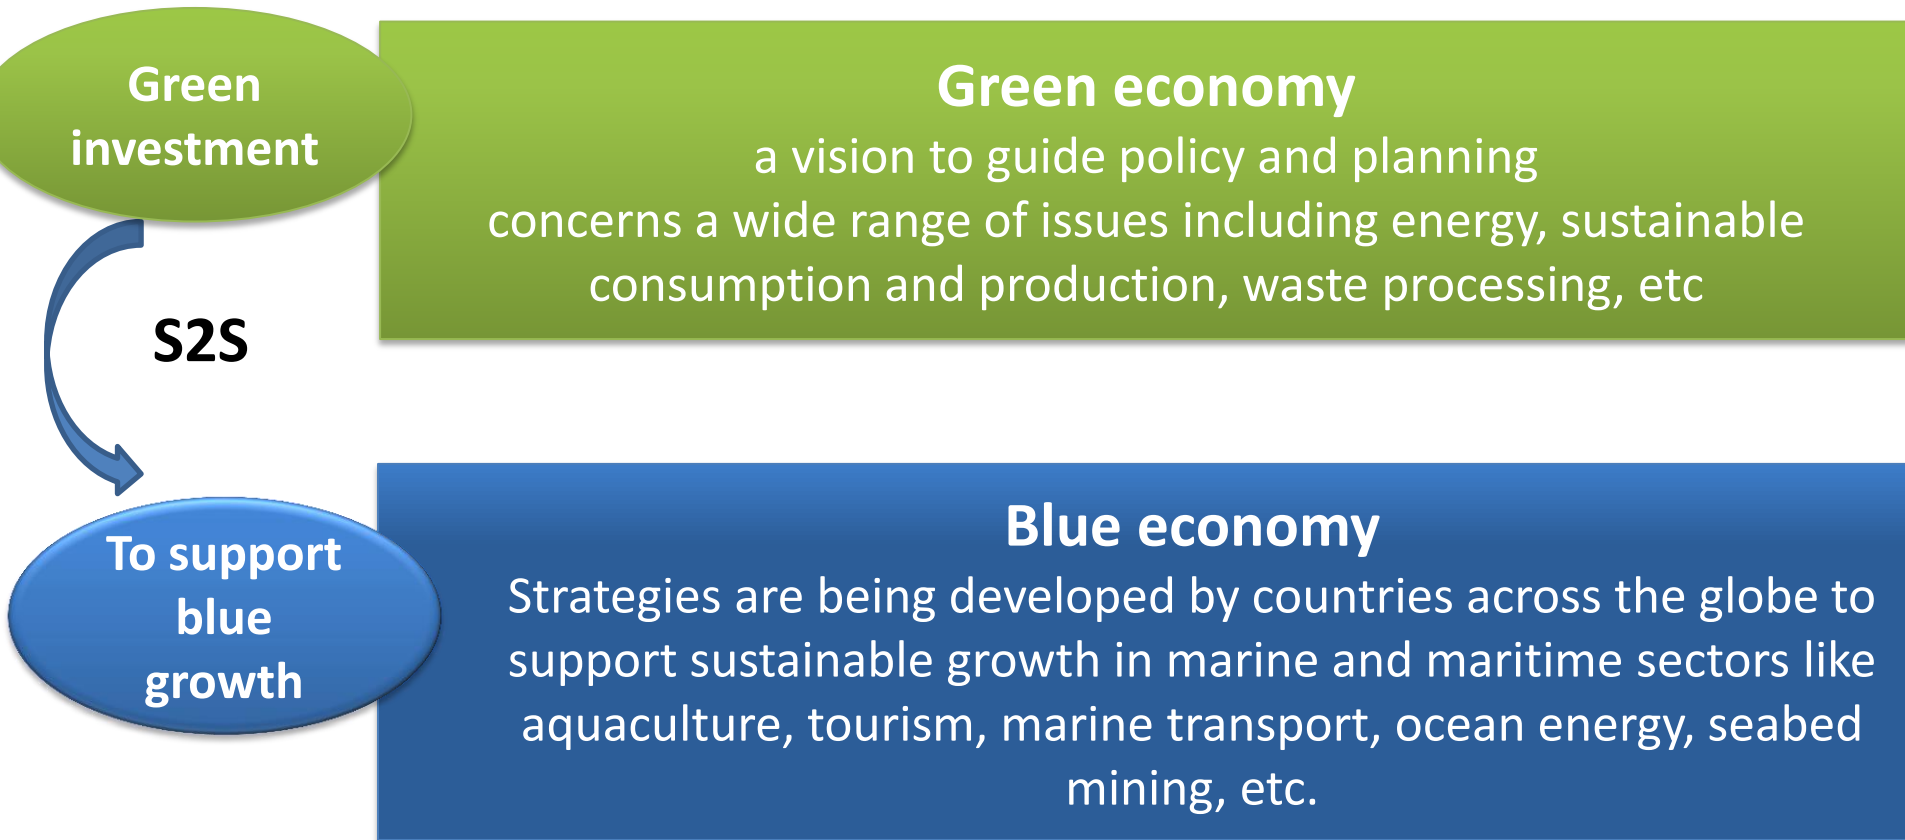 Green
investment
Green economy
a vision to guide policy and planning
concerns a wide range of issues including energy, sustainable
consumption and production, waste processing, etc
S2S
To support
blue
growth
Blue economy
Strategies are being developed by countries across the globe to
support sustainable growth in marine and maritime sectors like
aquaculture, tourism, marine transport, ocean energy, seabed
mining, etc.